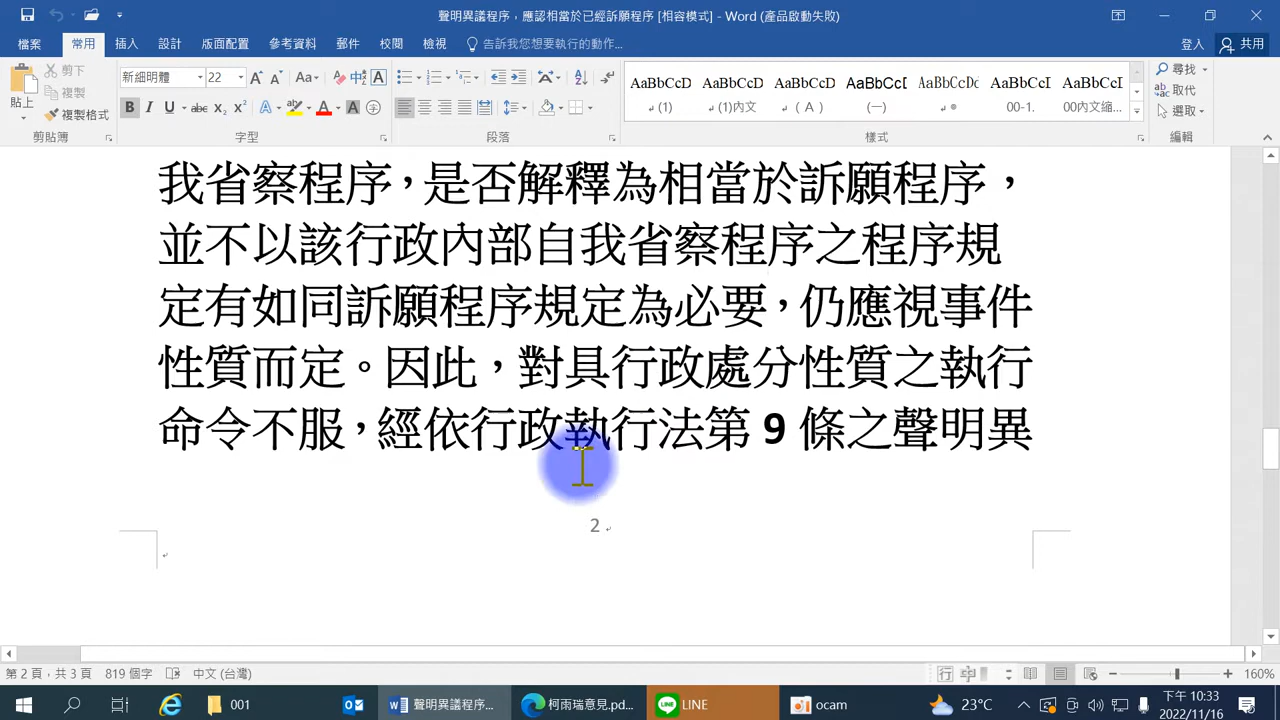 聲明異議程序，應認相當於已經訴願程序 [相容模式] - Word (產品啟動失敗)
檔案 常用 插入 設計 版面配置 參考資料 郵件 校閱 檢視 告訴我您想要執行的動作... 登入 共用
貼上 剪下 複製 複製格式
新細明體 22
AaBbCcD AaBbCcD AaBbCcD AaBbCcI AaBbCcDc AaBbCcD AaBbCcI
(1) (1)內文 ( A ) (一) 00-1. 00內文縮...
尋找 取代 選取
剪貼簿 字型 段落 樣式 編輯
我省察程序，是否解釋為相當於訴願程序，
並不以該行政內部自我省察程序之程序規
定有如同訴願程序規定為必要，仍應視事件
性質而定。因此，對具行政處分性質之執行
命令不服，經依行政執行法第 9 條之聲明異
2
第 2 頁，共 3 頁 819 個字 中文 (台灣) 160%
001 聲明異議程序... 柯雨瑞意見.pd... LINE ocam 23°C 下午 10:33
2022/11/16